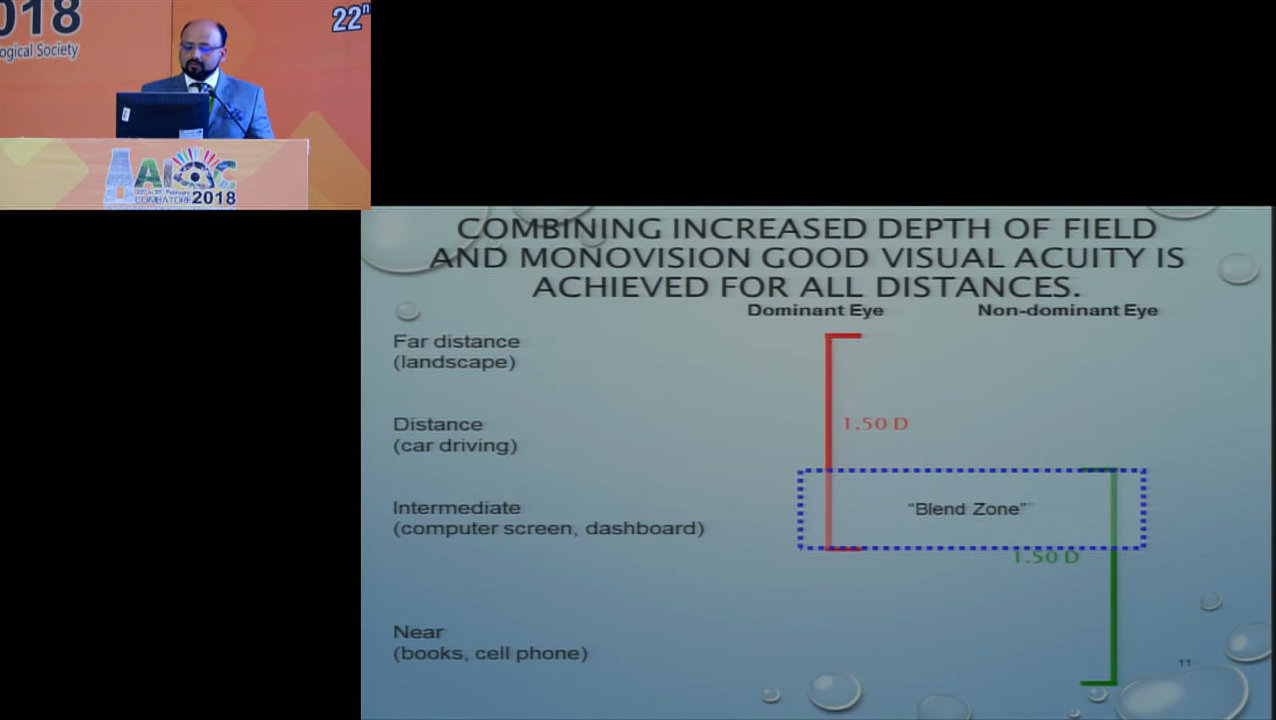 2018
ogical Society
22
AIOC
COIMBATORE 2018
COMBINING INCREASED DEPTH OF FIELD
AND MONOVISION GOOD VISUAL ACUITY IS
ACHIEVED FOR ALL DISTANCES.
Dominant Eye
Non-dominant Eye
Far distance
(landscape)
Distance
(car driving)
1.50 D
Intermediate
(computer screen, dashboard)
"Blend Zone"
1.50 D
Near
(books, cell phone)
11